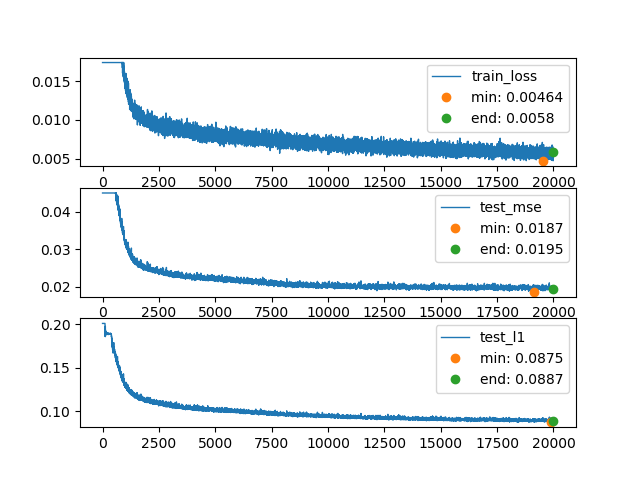 train_loss
min: 0.00464
end: 0.0058
0.015
0.010
0.005
0 2500 5000 7500 10000 12500 15000 17500 20000
test_mse
min: 0.0187
end: 0.0195
0.04
0.03
0.02
0 2500 5000 7500 10000 12500 15000 17500 20000
test_l1
min: 0.0875
end: 0.0887
0.20
0.15
0.10
0 2500 5000 7500 10000 12500 15000 17500 20000